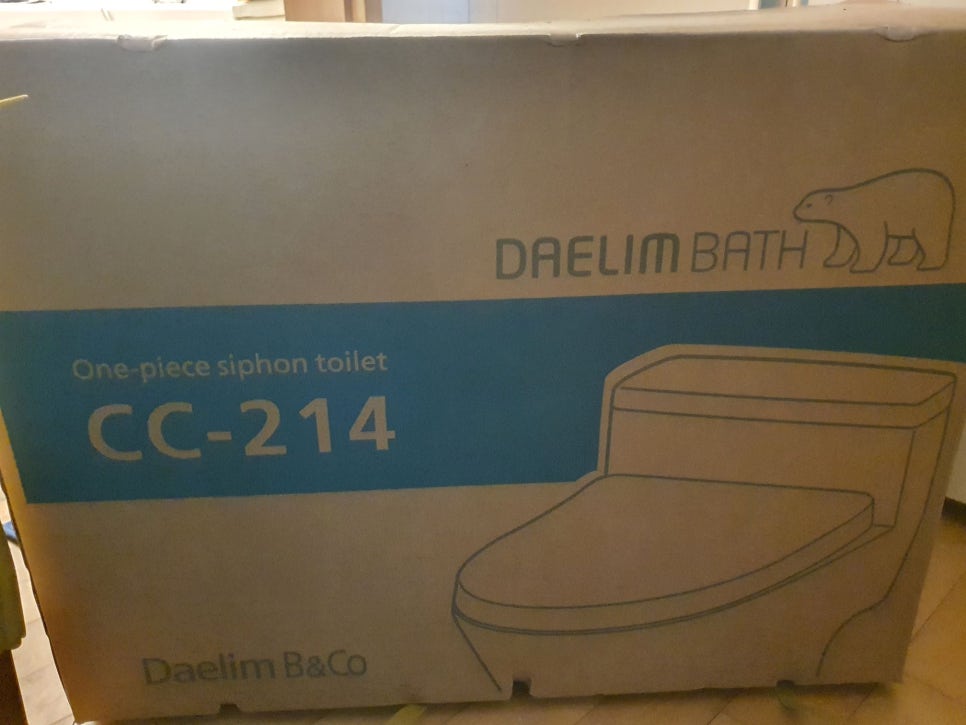 DAELIM BATH
One-piece siphon toilet
CC-214
Daelim B&Co